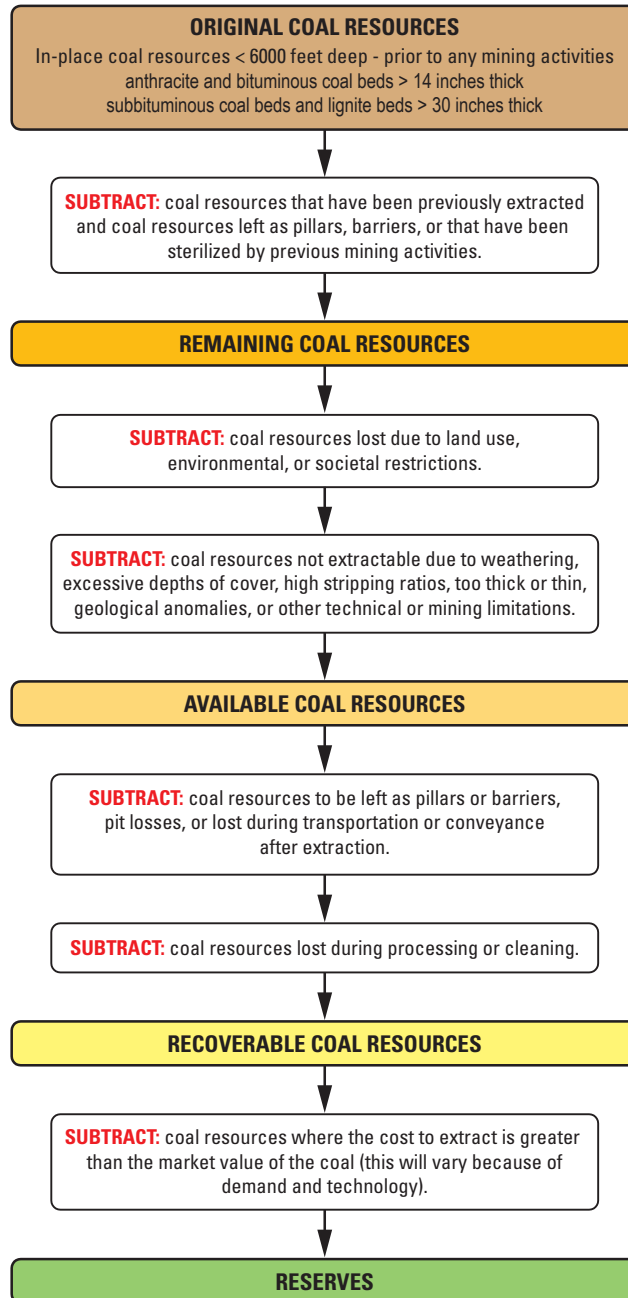 ORIGINAL COAL RESOURCES
In-place coal resources < 6000 feet deep - prior to any mining activities
anthracite and bituminous coal beds > 14 inches thick
subbituminous coal beds and lignite beds > 30 inches thick
SUBTRACT: coal resources that have been previously extracted
and coal resources left as pillars, barriers, or that have been
sterilized by previous mining activities.
REMAINING COAL RESOURCES
SUBTRACT: coal resources lost due to land use,
environmental, or societal restrictions.
SUBTRACT: coal resources not extractable due to weathering,
excessive depths of cover, high stripping ratios, too thick or thin,
geological anomalies, or other technical or mining limitations.
AVAILABLE COAL RESOURCES
SUBTRACT: coal resources to be left as pillars or barriers,
pit losses, or lost during transportation or conveyance
after extraction.
SUBTRACT: coal resources lost during processing or cleaning.
RECOVERABLE COAL RESOURCES
SUBTRACT: coal resources where the cost to extract is greater
than the market value of the coal (this will vary because of
demand and technology).
RESERVES